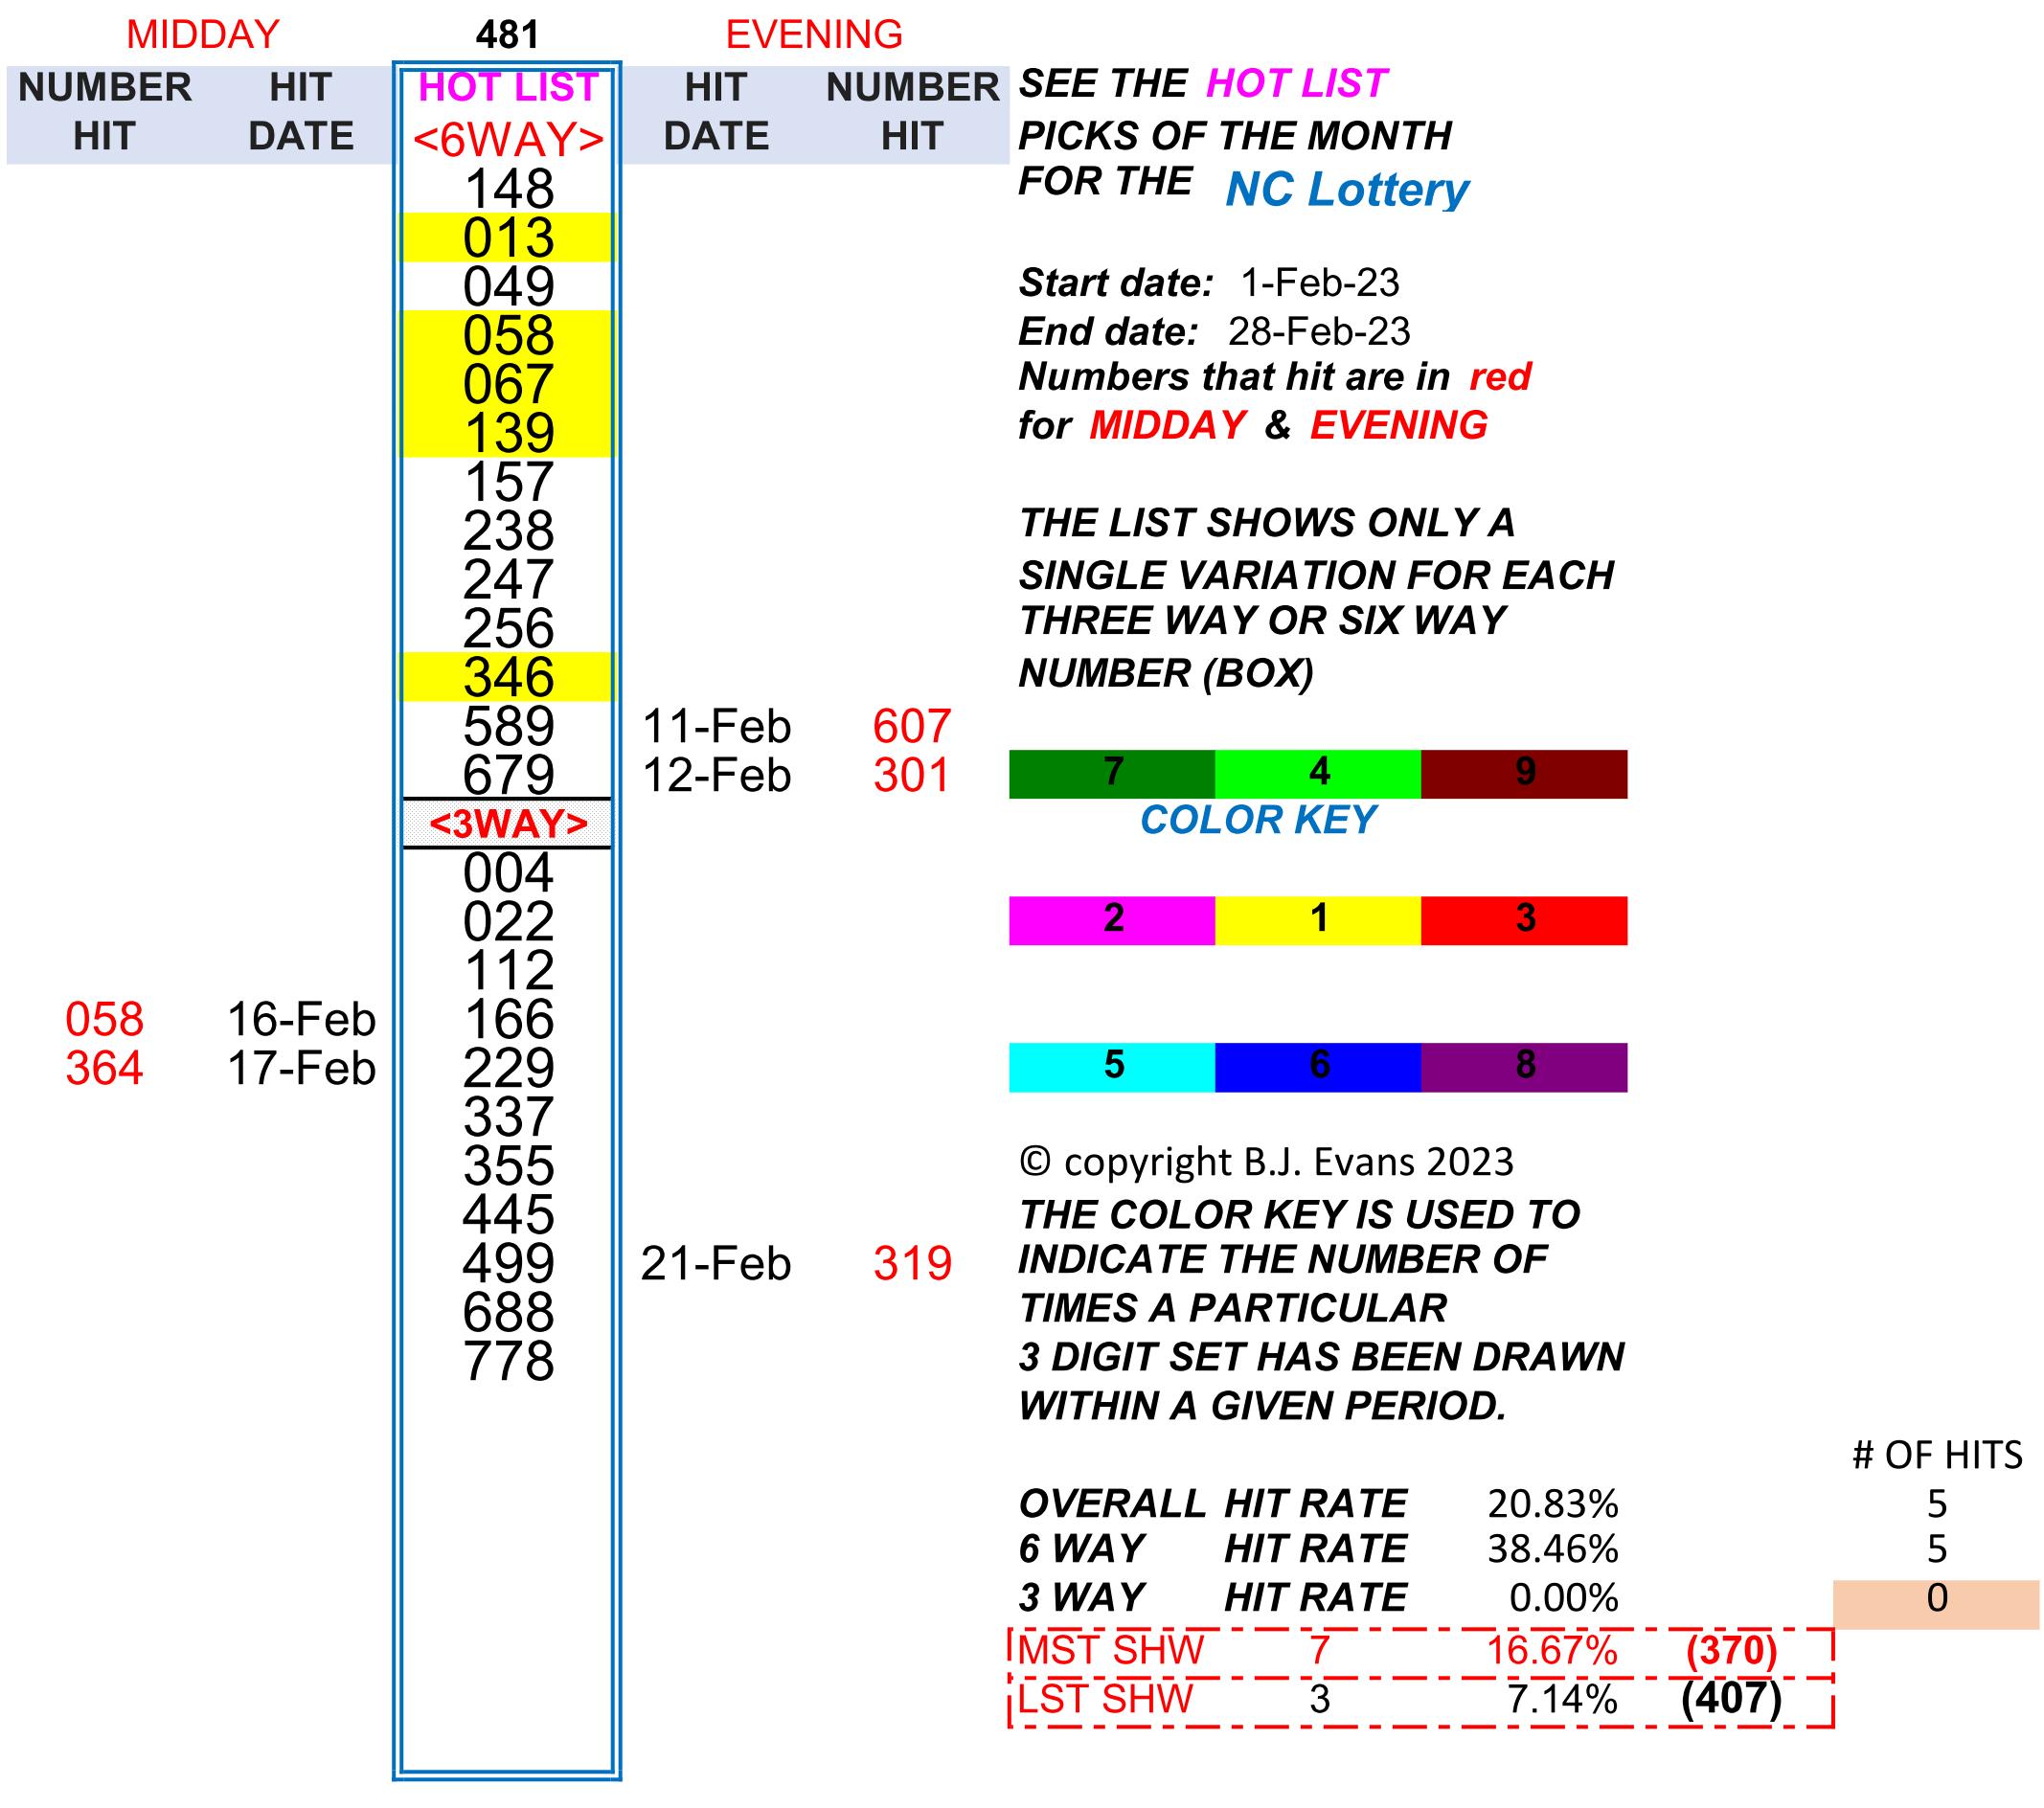 MIDDAY 481 EVENING
NUMBER HIT HOT LIST HIT NUMBER SEE THE HOT LIST
HIT DATE <6WAY> DATE HIT PICKS OF THE MONTH
148 FOR THE NC Lottery
013
049 Start date: 1-Feb-23
058 End date: 28-Feb-23
067 Numbers that hit are in red
139 for MIDDAY & EVENING
157
238 THE LIST SHOWS ONLY A
247 SINGLE VARIATION FOR EACH
256 THREE WAY OR SIX WAY
346 NUMBER (BOX)
589 11-Feb 607
679 12-Feb 301 7 4 9
<3WAY> COLOR KEY
004
022 2 1 3
112
058 16-Feb 166
364 17-Feb 229 5 6 8
337
355 © copyright B.J. Evans 2023
445 THE COLOR KEY IS USED TO
499 21-Feb 319 INDICATE THE NUMBER OF
688 TIMES A PARTICULAR
778 3 DIGIT SET HAS BEEN DRAWN
WITHIN A GIVEN PERIOD.
# OF HITS
OVERALL HIT RATE 20.83% 5
6 WAY HIT RATE 38.46% 5
3 WAY HIT RATE 0.00% 0
MST SHW 7 16.67% (370)
LST SHW 3 7.14% (407)